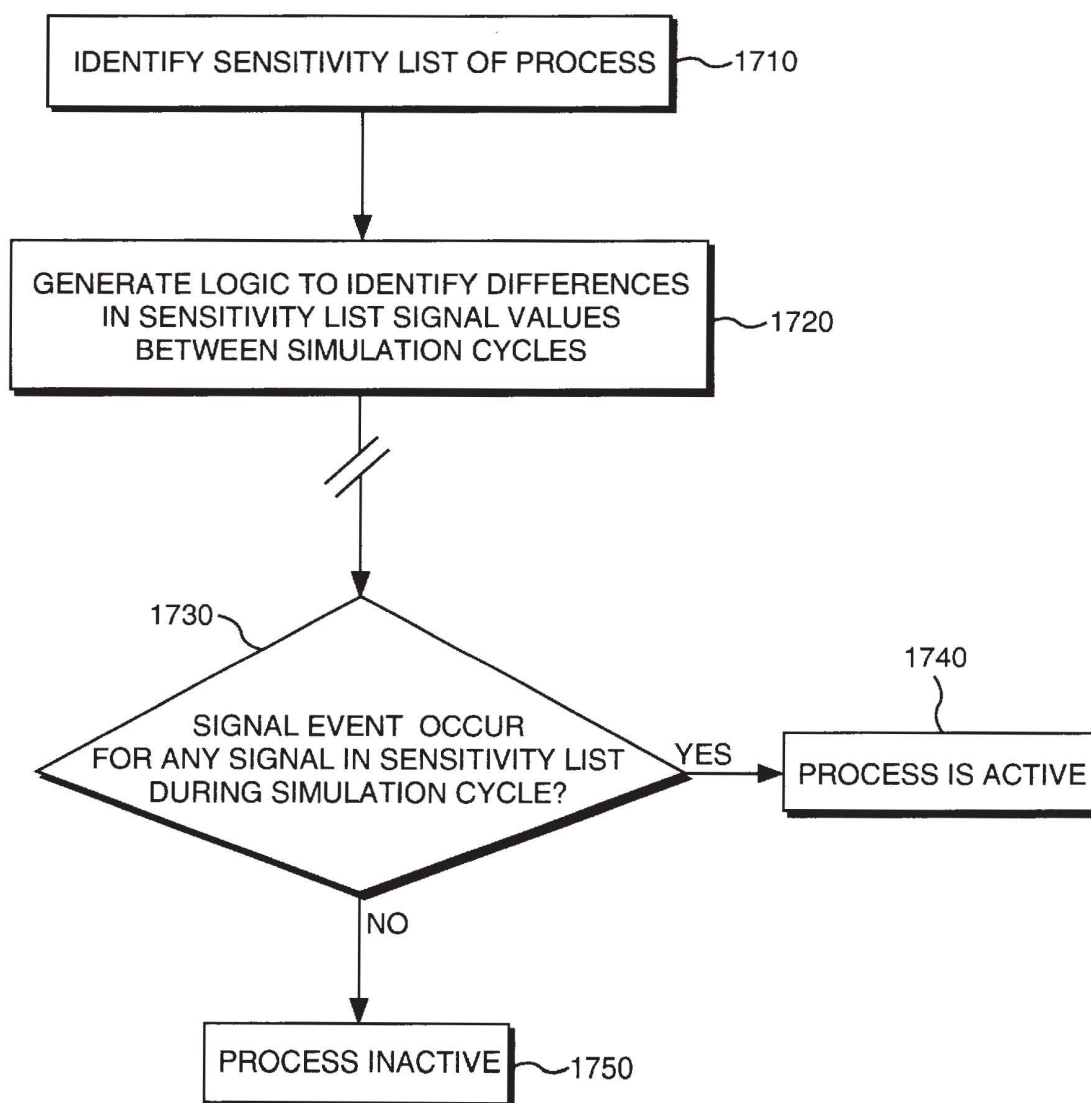 IDENTIFY SENSITIVITY LIST OF PROCESS
1710
GENERATE LOGIC TO IDENTIFY DIFFERENCES
IN SENSITIVITY LIST SIGNAL VALUES
BETWEEN SIMULATION CYCLES
1720
1730
SIGNAL EVENT OCCUR
FOR ANY SIGNAL IN SENSITIVITY LIST
DURING SIMULATION CYCLE?
YES
1740
PROCESS IS ACTIVE
NO
PROCESS INACTIVE
1750